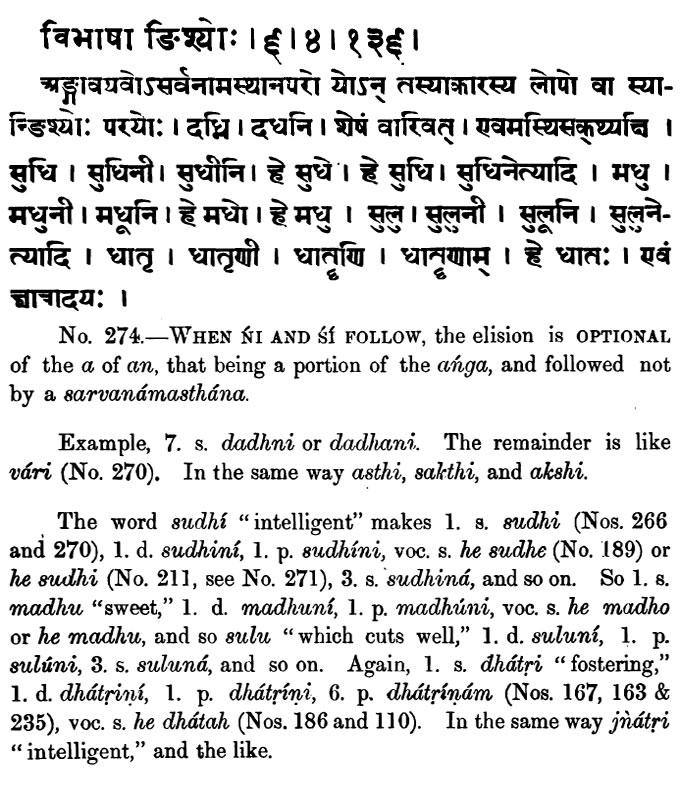 विभाषा ङिश्योः । ६ । ४ । १३६ ।
अङ्गावयवोऽसर्वनामस्थानपरो योऽन् तस्याकारस्य लोपो वा स्या-
न्ङिश्योः परयोः । दध्नि । दधनि । शेषं वारिवत् । एवमस्थिसक्थ्यक्षि ।
सुधि । सुधिनी । सुधीनि । हे सुधे । हे सुधि । सुधिनेत्यादि । मधु ।
मधुनी । मधूनि । हे मधो । हे मधु । सुलु । सुलुनी । सुलूनि । सुलुने-
त्यादि । धातृ । धातृणी । धातॄणि । धातॄणाम् । हे धातः । एवं
ज्ञात्रादयः ।
No. 274.—WHEN ŃI AND ŚÍ FOLLOW, the elision is OPTIONAL
of the a of an, that being a portion of the ańga, and followed not
by a sarvanámasthána.
Example, 7. s. dadhni or dadhani. The remainder is like
vári (No. 270). In the same way asthi, sakthi, and akshi.
The word sudhí “intelligent” makes 1. s. sudhi (Nos. 266
and 270), 1. d. sudhiní, 1. p. sudhíni, voc. s. he sudhe (No. 189) or
he sudhi (No. 211, see No. 271), 3. s. sudhiná, and so on. So 1. s.
madhu “sweet,” 1. d. madhuní, 1. p. madhúni, voc. s. he madho
or he madhu, and so sulu “which cuts well,” 1. d. suluní, 1. p.
sulúni, 3. s. suluná, and so on. Again, 1. s. dhátṛi “fostering,”
1. d. dhátṛiṇí, 1. p. dhátṛíṇi, 6. p. dhátṛíṇám (Nos. 167, 163 &
235), voc. s. he dhátah (Nos. 186 and 110). In the same way jṅátṛi
“intelligent,” and the like.